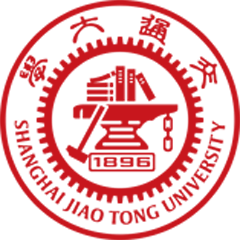 交通大學
1896
SHANGHAI JIAO TONG UNIVERSITY